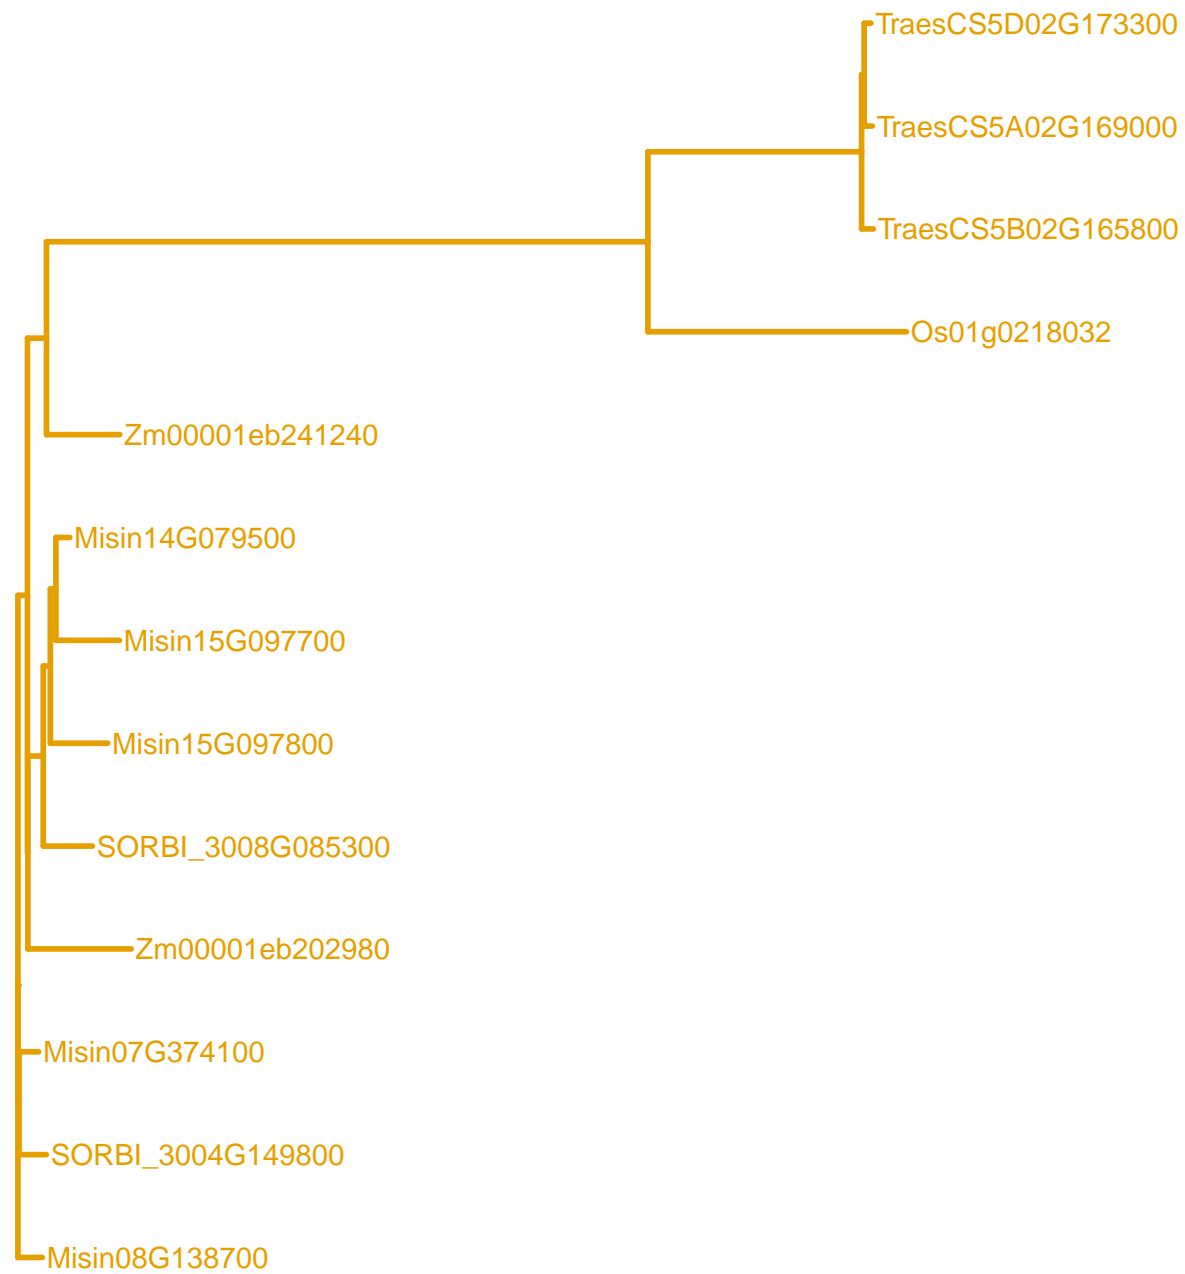 TraesCS5D02G173300
TraesCS5A02G169000
TraesCS5B02G165800
Os01g0218032
Zm00001eb241240
Misin14G079500
Misin15G097700
Misin15G097800
SORBI_3008G085300
Zm00001eb202980
Misin07G374100
SORBI_3004G149800
Misin08G138700